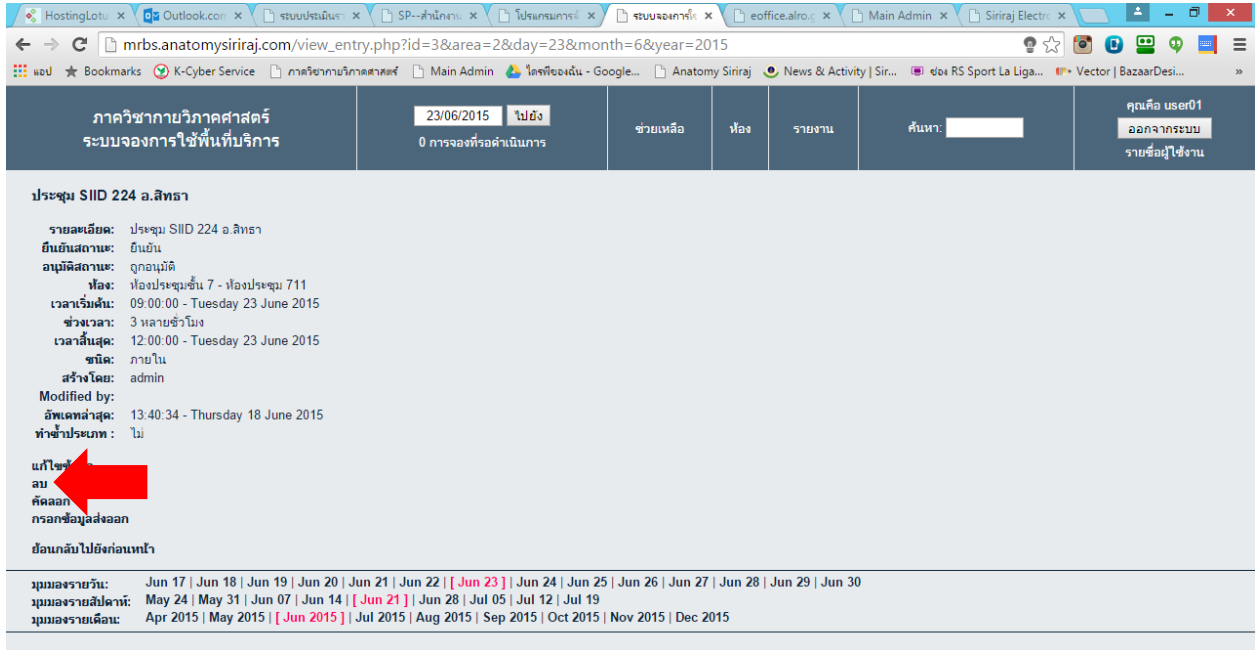 HostingLotu
Outlook.com
ระบบประเมินรา
SP--สำนักงาน
โปรแกรมการลั
ระบบจองการใช้
eoffice.alro.g
Main Admin
Siriraj Electro
mrbs.anatomysiriraj.com/view_entry.php?id=3&area=2&day=23&month=6&year=2015
แอป
Bookmarks
K-Cyber Service
ภาควิชากายวิภาคศาสตร์
Main Admin
ไดรฟ์ของฉัน - Google...
Anatomy Siriraj
News & Activity | Sir...
ช่อง RS Sport La Liga...
Vector | BazaarDesi...
»
ภาควิชากายวิภาคศาสตร์
ระบบจองการใช้พื้นที่บริการ
23/06/2015 ไปยัง
0 การจองที่รอดำเนินการ
ช่วยเหลือ
ห้อง
รายงาน
ค้นหา:
คุณคือ user01
ออกจากระบบ
รายชื่อผู้ใช้งาน
ประชุม SIID 224 อ.สิทธา
รายละเอียด: ประชุม SIID 224 อ.สิทธา
ยืนยันสถานะ: ยืนยัน
อนุมัติสถานะ: ถูกอนุมัติ
ห้อง: ห้องประชุมชั้น 7 - ห้องประชุม 711
เวลาเริ่มต้น: 09:00:00 - Tuesday 23 June 2015
ช่วงเวลา: 3 หลายชั่วโมง
เวลาสิ้นสุด: 12:00:00 - Tuesday 23 June 2015
ชนิด: ภายใน
สร้างโดย: admin
Modified by:
อัพเดทล่าสุด: 13:40:34 - Thursday 18 June 2015
ทำซ้ำประเภท : ไม่
แก้ไข
ลบ
คัดลอก
กรอกข้อมูลส่งออก
ย้อนกลับไปยังก่อนหน้า
มุมมองรายวัน: Jun 17 | Jun 18 | Jun 19 | Jun 20 | Jun 21 | Jun 22 | [ Jun 23 ] | Jun 24 | Jun 25 | Jun 26 | Jun 27 | Jun 28 | Jun 29 | Jun 30
มุมมองรายสัปดาห์: May 24 | May 31 | Jun 07 | Jun 14 | [ Jun 21 ] | Jun 28 | Jul 05 | Jul 12 | Jul 19
มุมมองรายเดือน: Apr 2015 | May 2015 | [ Jun 2015 ] | Jul 2015 | Aug 2015 | Sep 2015 | Oct 2015 | Nov 2015 | Dec 2015